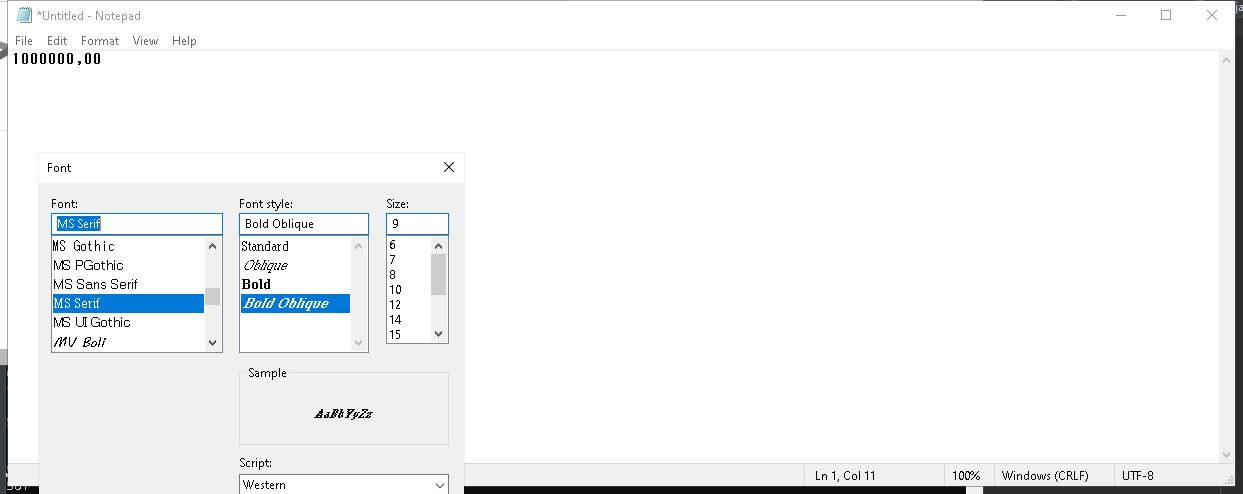 *Untitled - Notepad
File Edit Format View Help
1000000,00
Font
Font: Font style: Size:
MS Serif Bold Oblique 9
MS Gothic Standard 6
MS PGothic Oblique 7
MS Sans Serif Bold 8
MS Serif Bold Oblique 10
MS UI Gothic 12
MV Boli 14
15
Sample
AaBbYyZz
Script:
Western
Ln 1, Col 11 100% Windows (CRLF) UTF-8